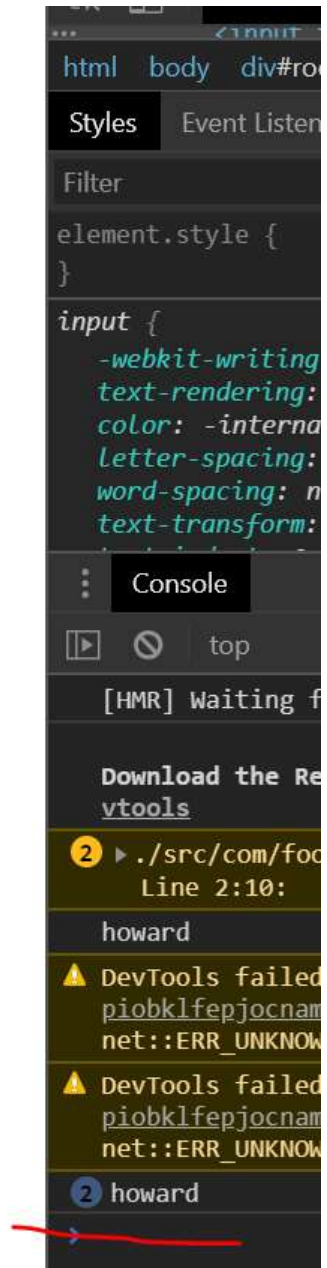 <input
html body div#roo
Styles Event Listen
Filter
element.style {
}
input {
-webkit-writing
text-rendering:
color: -interna
letter-spacing:
word-spacing: n
text-transform:
Console
top
[HMR] Waiting f
Download the Re
vtools
2 ▶ ./src/com/foo
Line 2:10:
howard
DevTools failed
piobklfepjocnam
net::ERR_UNKNOW
DevTools failed
piobklfepjocnam
net::ERR_UNKNOW
2 howard